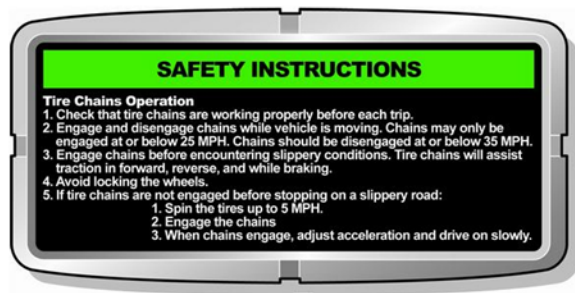 SAFETY INSTRUCTIONS
Tire Chains Operation
1. Check that tire chains are working properly before each trip.
2. Engage and disengage chains while vehicle is moving. Chains may only be
engaged at or below 25 MPH. Chains should be disengaged at or below 35 MPH.
3. Engage chains before encountering slippery conditions. Tire chains will assist
traction in forward, reverse, and while braking.
4. Avoid locking the wheels.
5. If tire chains are not engaged before stopping on a slippery road:
1. Spin the tires up to 5 MPH.
2. Engage the chains
3. When chains engage, adjust acceleration and drive on slowly.